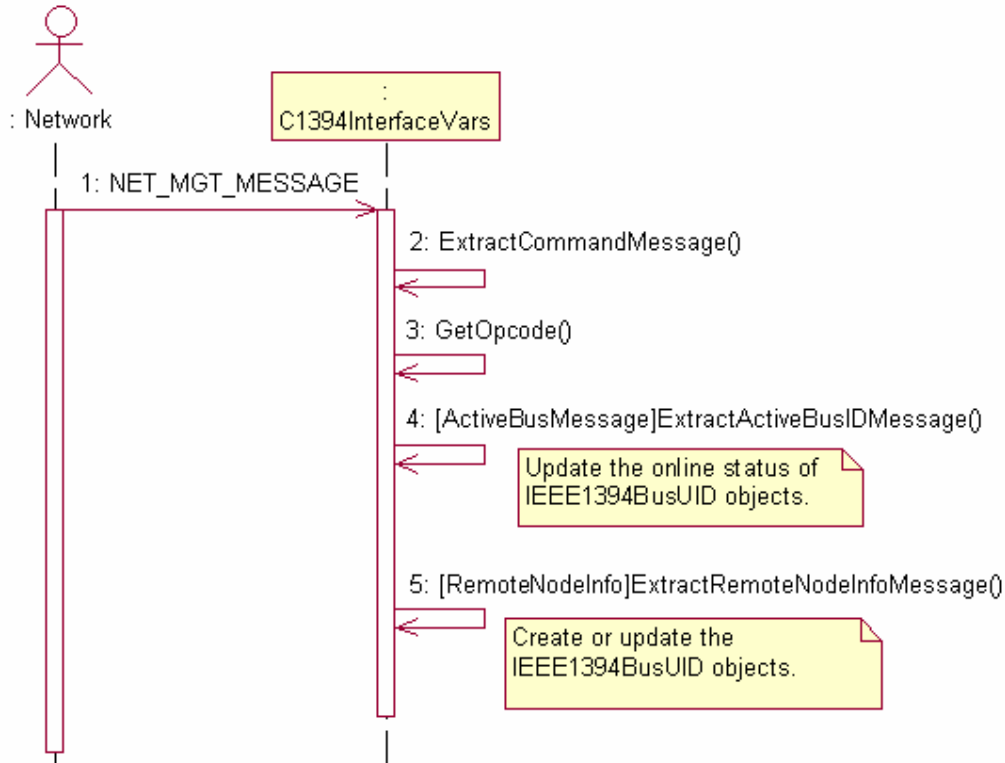 : Network
:
C1394InterfaceVars
1: NET_MGT_MESSAGE
2: ExtractCommandMessage()
3: GetOpcode()
4: [ActiveBusMessage]ExtractActiveBusIDMessage()
Update the online status of
IEEE1394BusUID objects.
5: [RemoteNodeInfo]ExtractRemoteNodeInfoMessage()
Create or update the
IEEE1394BusUID objects.